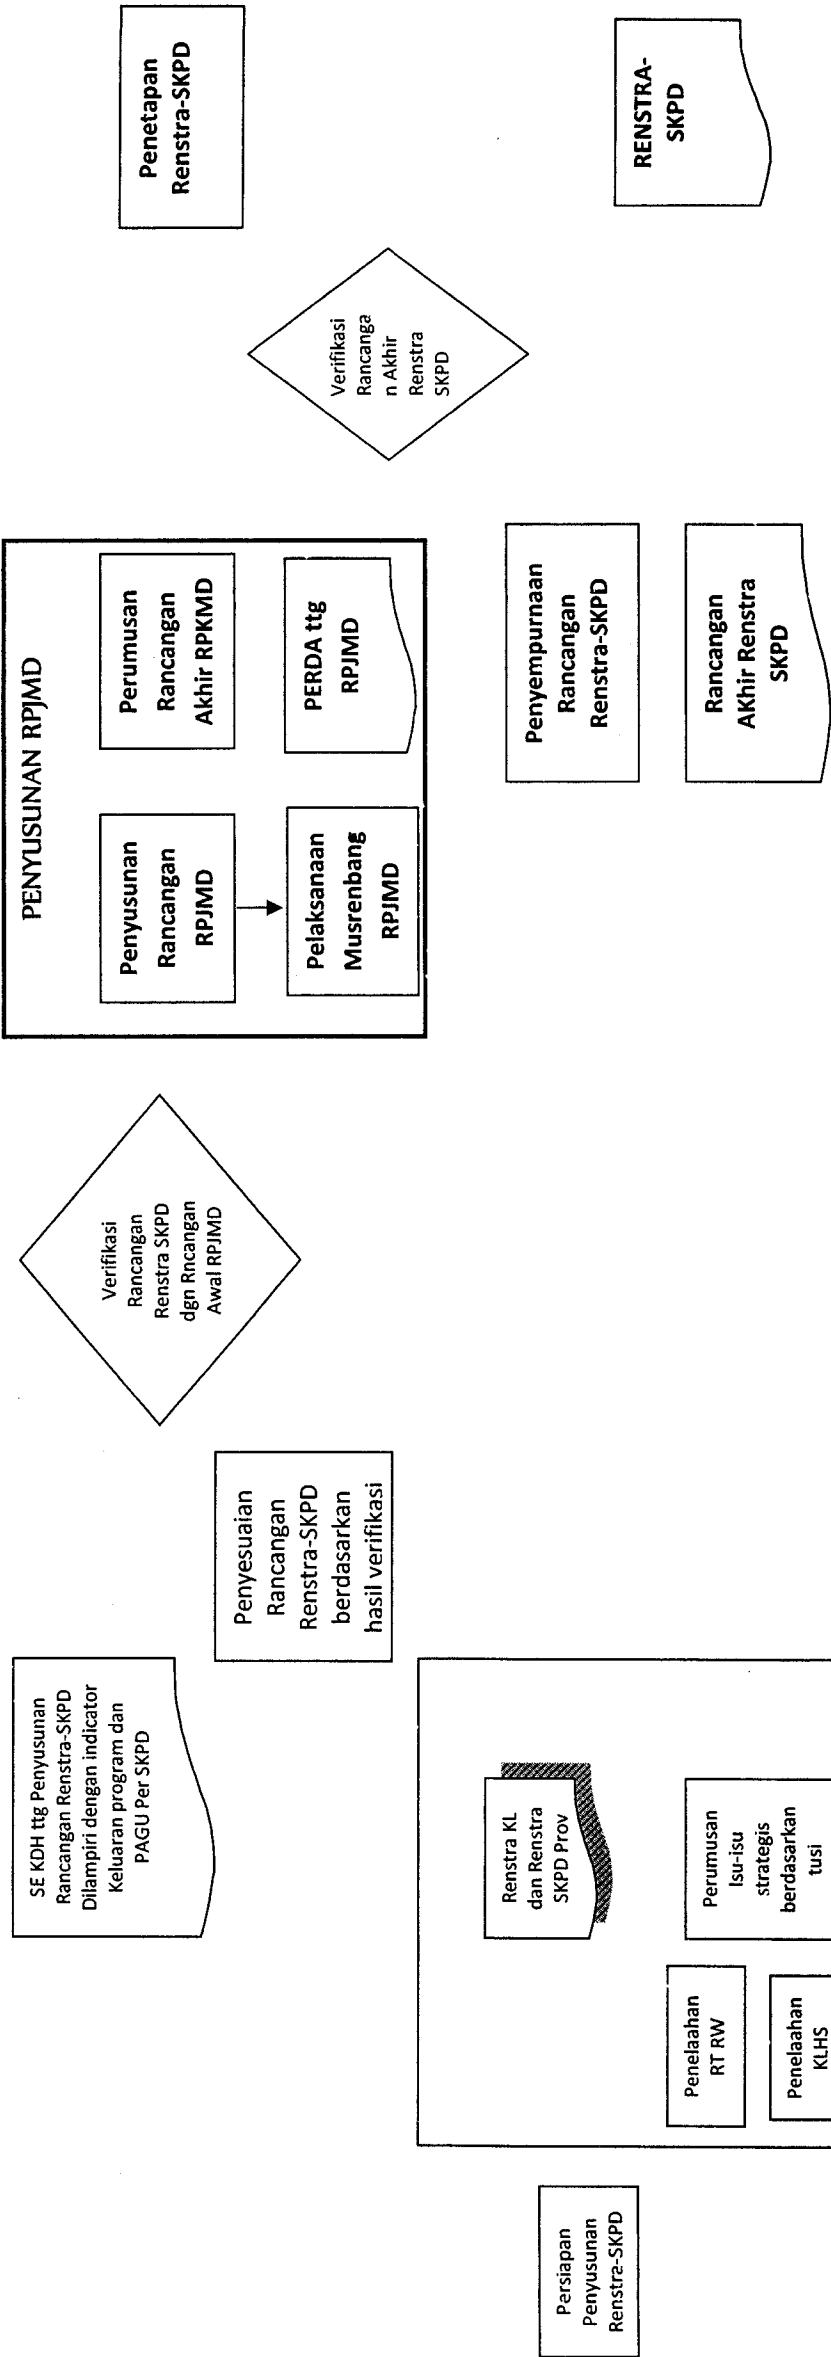 Persiapan
Penyusunan
Renstra-SKPD
SE KDH ttg Penyusunan
Rancangan Renstra-SKPD
Dilampiri dengan indicator
Keluaran program dan
PAGU Per SKPD
Renstra KL
dan Renstra
SKPD Prov
Penelaahan
RT RW
Penelaahan
KLHS
Perumusan
Isu-isu
strategis
berdasarkan
tusi
Penyesuaian
Rancangan
Renstra-SKPD
berdasarkan
hasil verifikasi
Verifikasi
Rancangan
Renstra SKPD
dgn Rncangan
Awal RPJMD
PENYUSUNAN RPJMD
Penyusunan
Rancangan
RPJMD
Pelaksanaan
Musrenbang
RPJMD
Perumusan
Rancangan
Akhir RPKMD
PERDA ttg
RPJMD
Penyempurnaan
Rancangan
Renstra-SKPD
Rancangan
AKhir Renstra
SKPD
Verifikasi
Rancanga
n Akhir
Renstra
SKPD
Penetapan
Renstra-SKPD
RENSTRA-
SKPD